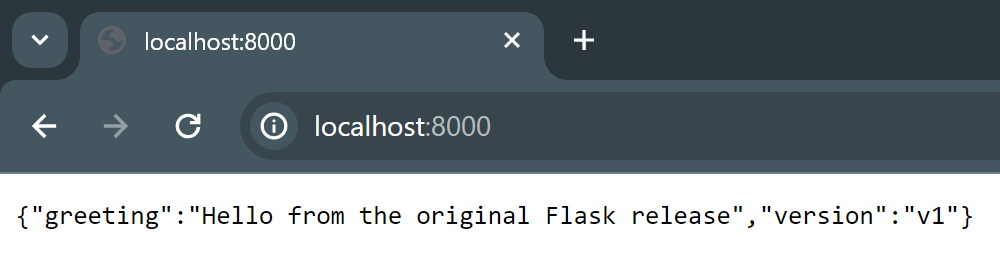 localhost:8000
localhost:8000
{"greeting":"Hello from the original Flask release","version":"v1"}